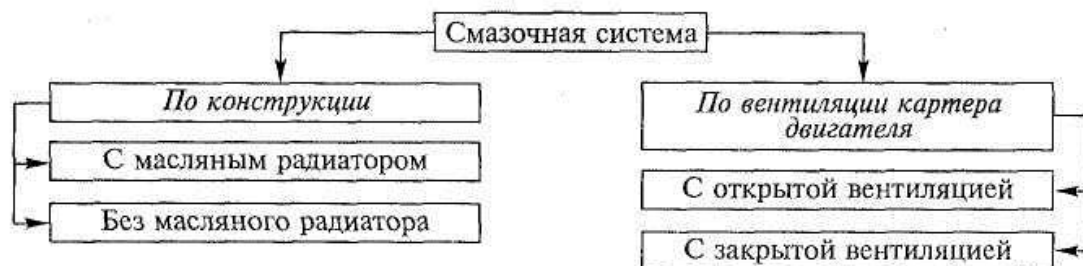 Смазочная система
По конструкции
С масляным радиатором
Без масляного радиатора
По вентиляции картера
двигателя
С открытой вентиляцией
С закрытой вентиляцией